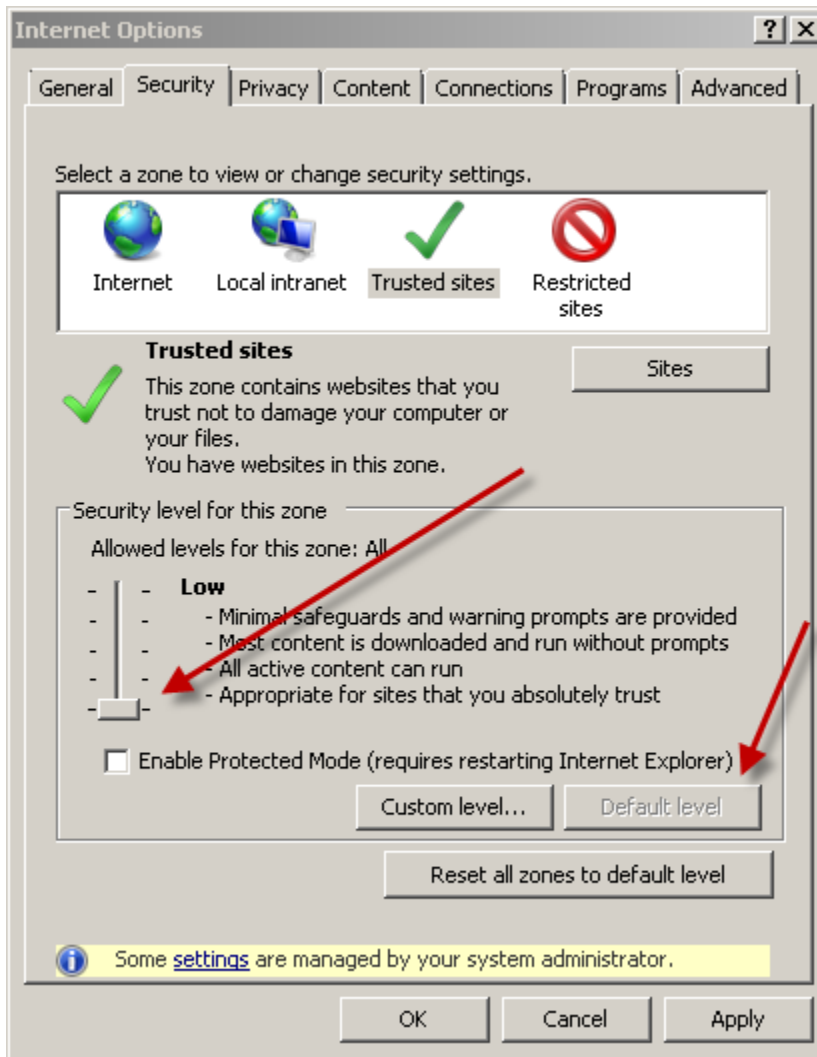 Internet Options
General Security Privacy Content Connections Programs Advanced
Select a zone to view or change security settings.
Internet Local intranet Trusted sites Restricted
sites
Trusted sites
Sites
This zone contains websites that you
trust not to damage your computer or
your files.
You have websites in this zone.
Security level for this zone
Allowed levels for this zone: All
Low
- Minimal safeguards and warning prompts are provided
- Most content is downloaded and run without prompts
- All active content can run
- Appropriate for sites that you absolutely trust
Enable Protected Mode (requires restarting Internet Explorer)
Custom level... Default level
Reset all zones to default level
Some settings are managed by your system administrator.
OK Cancel Apply